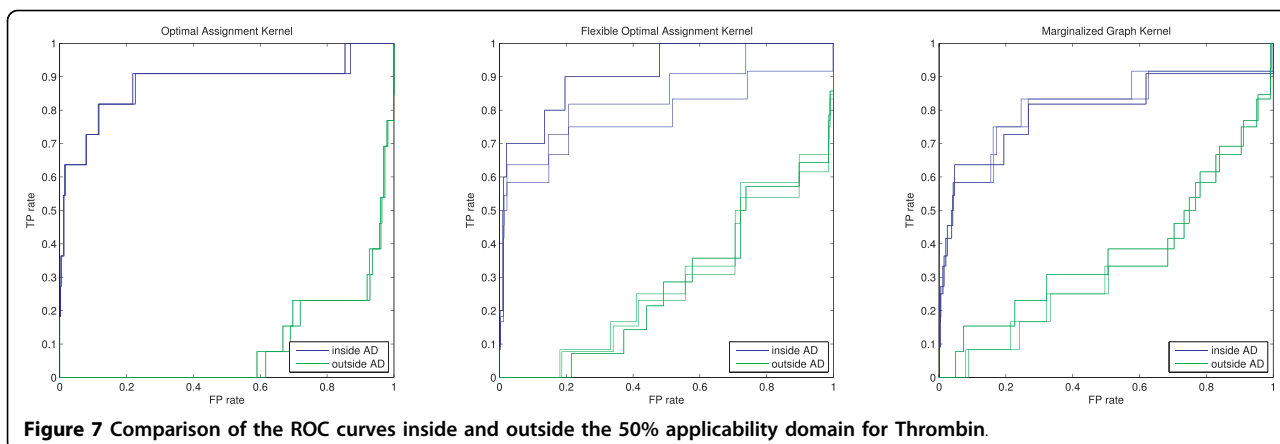 Optimal Assignment Kernel
1
0.9
0.8
0.7
0.6
0.5
0.4
0.3
0.2
0.1
0
TP rate
0 0.2 0.4 0.6 0.8 1
FP rate
inside AD
outside AD
Flexible Optimal Assignment Kernel
1
0.9
0.8
0.7
0.6
0.5
0.4
0.3
0.2
0.1
0
TP rate
0 0.2 0.4 0.6 0.8 1
FP rate
inside AD
outside AD
Marginalized Graph Kernel
1
0.9
0.8
0.7
0.6
0.5
0.4
0.3
0.2
0.1
0
TP rate
0 0.2 0.4 0.6 0.8 1
FP rate
inside AD
outside AD
Figure 7 Comparison of the ROC curves inside and outside the 50% applicability domain for Thrombin.